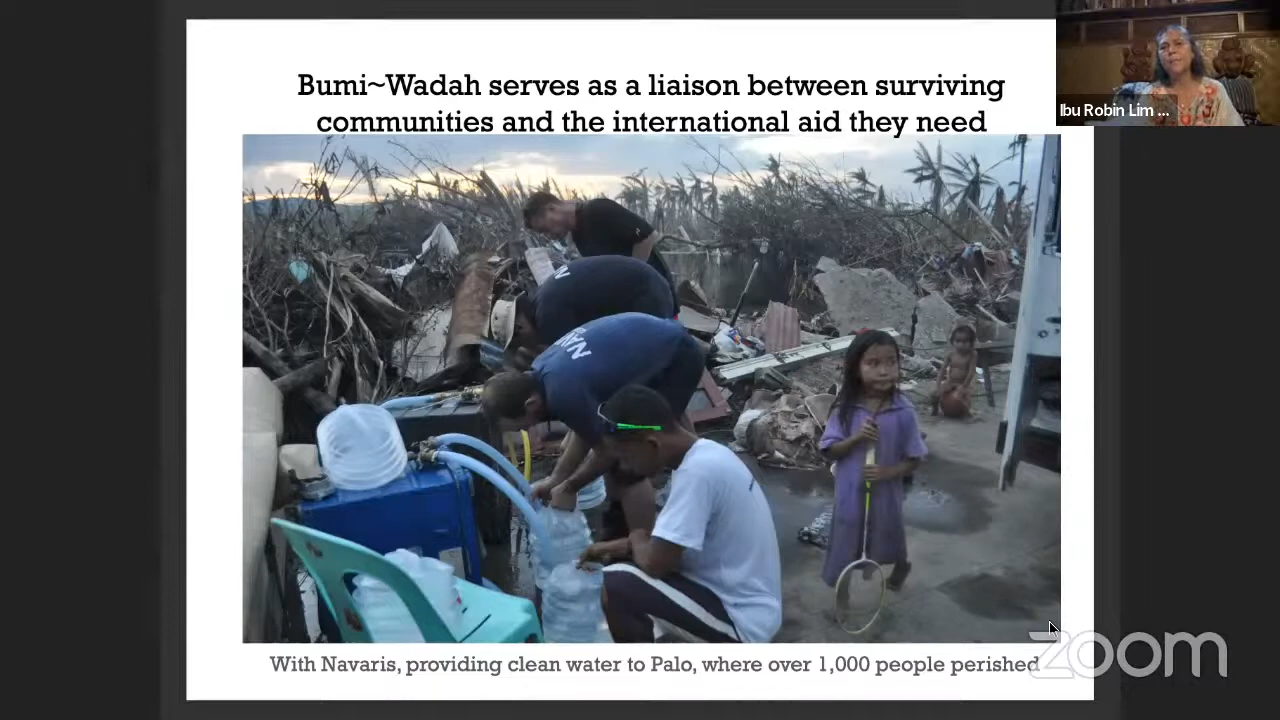 Bumi~Wadah serves as a liaison between surviving
communities and the international aid they need
Ibu Robin Lim ...
With Navaris, providing clean water to Palo, where over 1,000 people perished
zoom